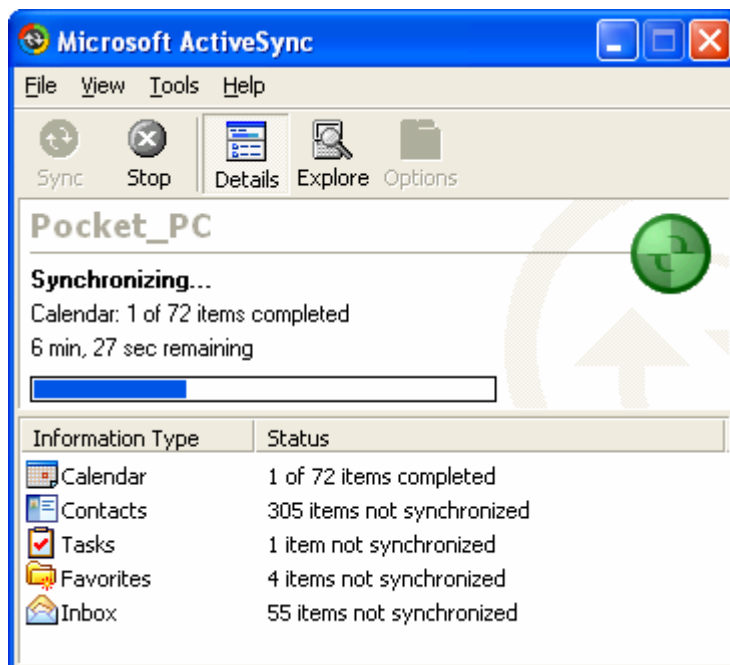 Microsoft ActiveSync
File View Tools Help
Sync Stop Details Explore Options
Pocket_PC
Synchronizing...
Calendar: 1 of 72 items completed
6 min, 27 sec remaining
Information Type Status
Calendar 1 of 72 items completed
Contacts 305 items not synchronized
Tasks 1 item not synchronized
Favorites 4 items not synchronized
Inbox 55 items not synchronized